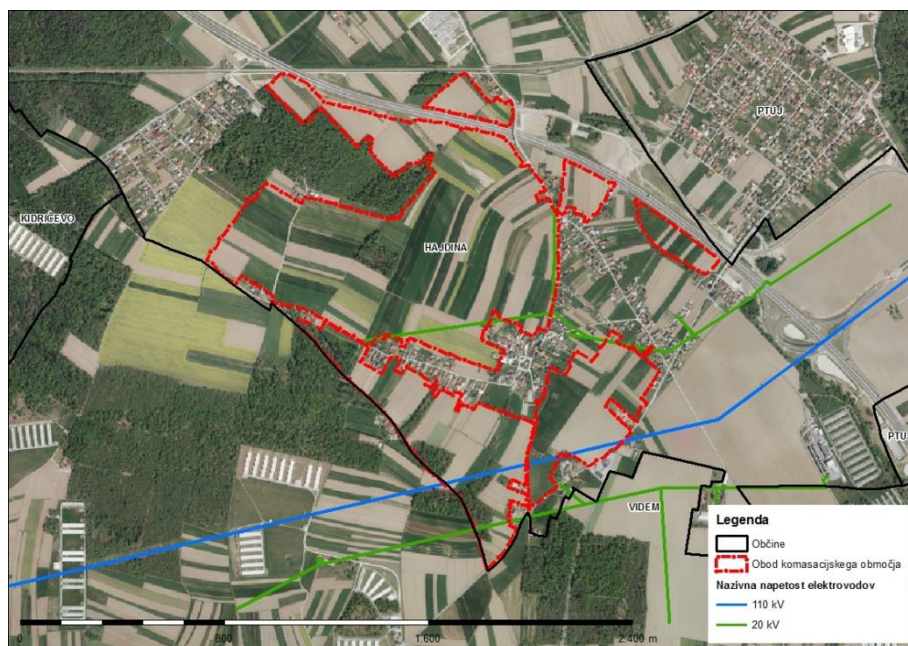 PTUJ
KIDRIČEVO
HAJDINA
PTUJ
VIDEM
Legenda
Občine
Obod komasacijskega območja
Nazivna napetost elektrovodov
110 kV
20 kV
0 800 1.600 2.400 m